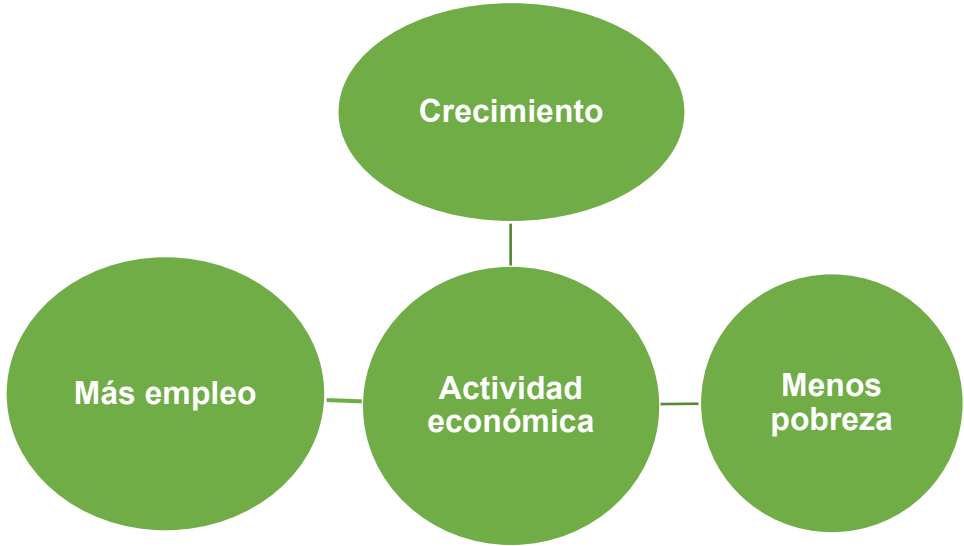 Crecimiento
Más empleo
Actividad
económica
Menos
pobreza